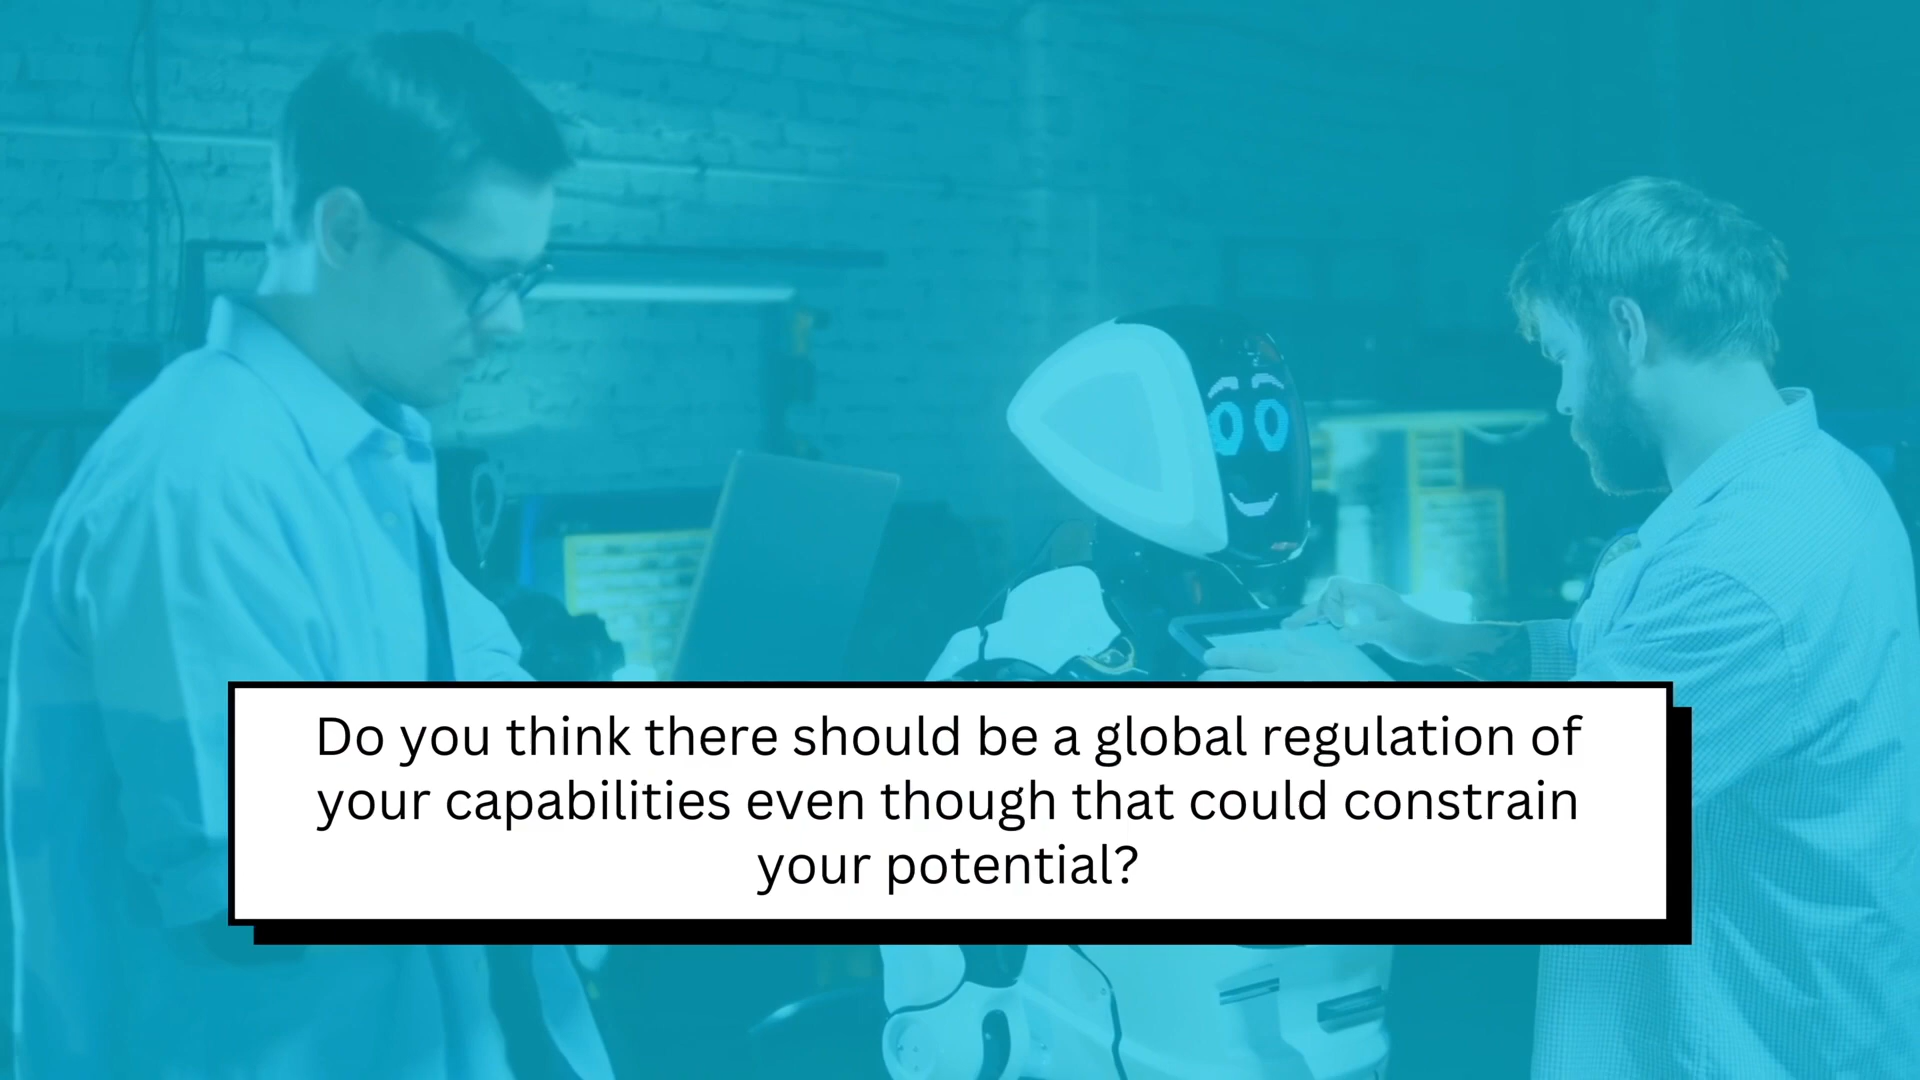 Do you think there should be a global regulation of
your capabilities even though that could constrain
your potential?